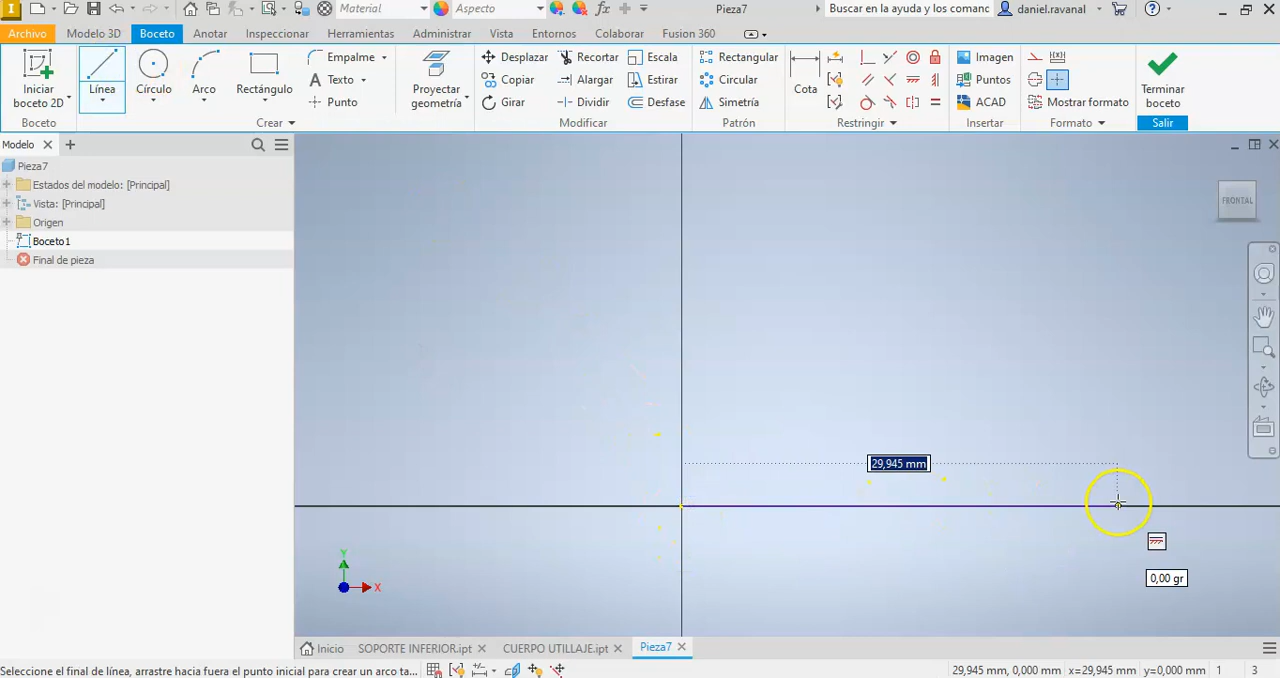 Material
Aspecto
fx
Pieza7
Buscar en la ayuda y los comanc
daniel.ravanal
Archivo Modelo 3D Boceto Anotar Inspeccionar Herramientas Administrar Vista Entornos Colaborar Fusion 360
Iniciar
boceto 2D
Boceto
Línea
Círculo
Arco
Rectángulo
Empalme
Texto
Punto
Crear
Proyectar
geometría
Desplazar
Copiar
Girar
Recortar
Alargar
Dividir
Escala
Estirar
Desfase
Modificar
Rectangular
Circular
Simetría
Patrón
Cota
Restringir
Imagen
Puntos
ACAD
Insertar
Mostrar formato
Formato
Terminar
boceto
Salir
Modelo
Pieza7
Estados del modelo: [Principal]
Vista: [Principal]
Origen
Boceto1
Final de pieza
FRONTAL
29,945 mm
0,00 gr
Y
X
Inicio SOPORTE INFERIOR.ipt CUERPO UTILLAJE.ipt Pieza7
Seleccione el final de línea, arrastre hacia fuera el punto inicial para crear un arco ta...
29,945 mm, 0,000 mm x=29,945 mm y=0,000 mm 1 3